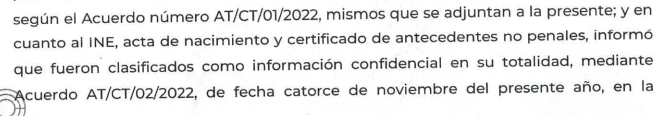 según el Acuerdo número AT/CT/01/2022, mismos que se adjuntan a la presente; y en
cuanto al INE, acta de nacimiento y certificado de antecedentes no penales, informó
que fueron clasificados como información confidencial en su totalidad, mediante
Acuerdo AT/CT/02/2022, de fecha catorce de noviembre del presente año, en la